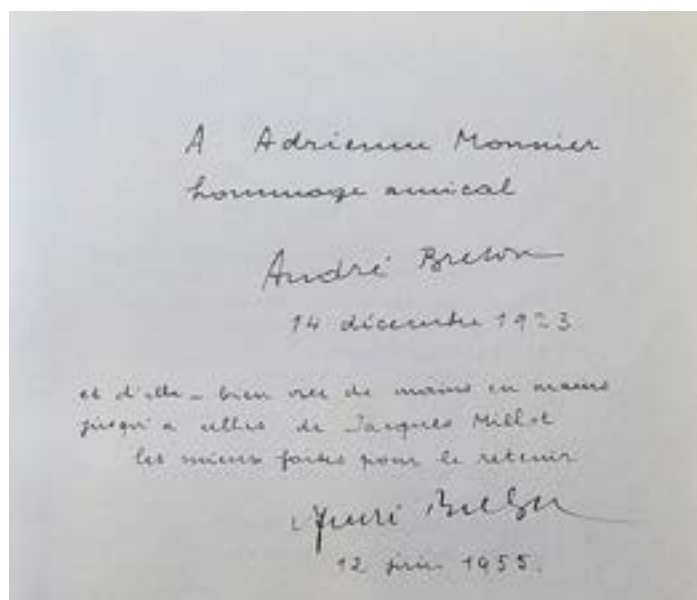 A Adrienne Monnier
hommage amical
André Breton
14 décembre 1923
et d'elle – bien de mains en mains
jusqu'à celles de Jacques Millot
les mieux faites pour le retenir
André Breton
12 juin 1955.